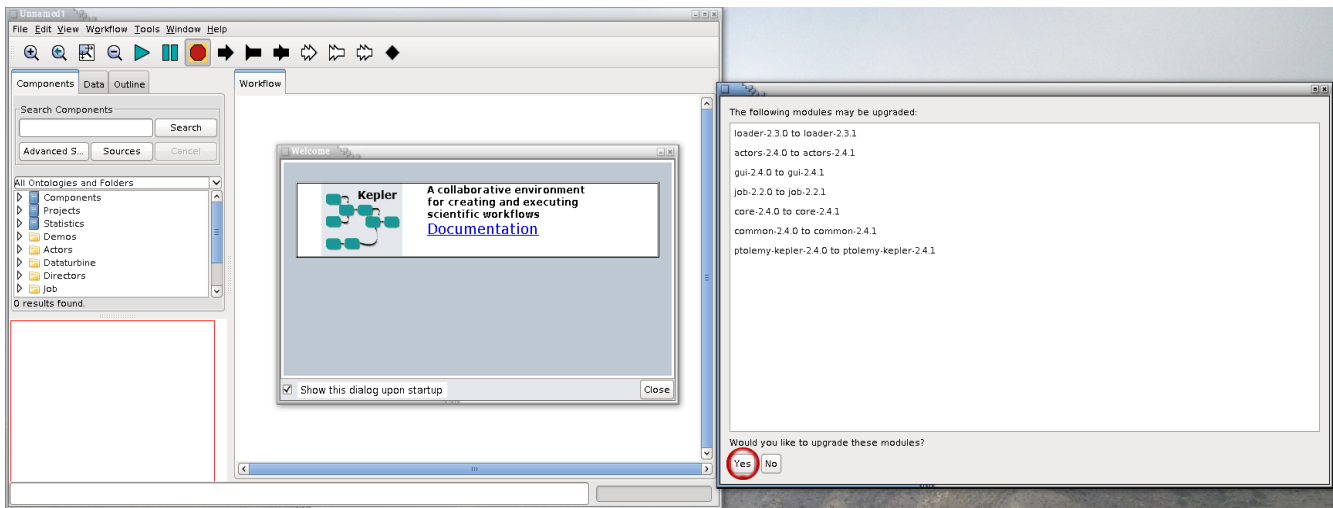 Unnamed1
File Edit View Workflow Tools Window Help
Components Data Outline
Workflow
Search Components
Search
Advanced S... Sources Cancel
All Ontologies and Folders
Components
Projects
Statistics
Demos
Actors
Dataturbine
Directors
Job
0 results found.
Welcome
Kepler
A collaborative environment
for creating and executing
scientific workflows
Documentation
Show this dialog upon startup
Close
The following modules may be upgraded:
loader-2.3.0 to loader-2.3.1
actors-2.4.0 to actors-2.4.1
gui-2.4.0 to gui-2.4.1
job-2.2.0 to job-2.2.1
core-2.4.0 to core-2.4.1
common-2.4.0 to common-2.4.1
ptolemy-kepler-2.4.0 to ptolemy-kepler-2.4.1
Would you like to upgrade these modules?
Yes No